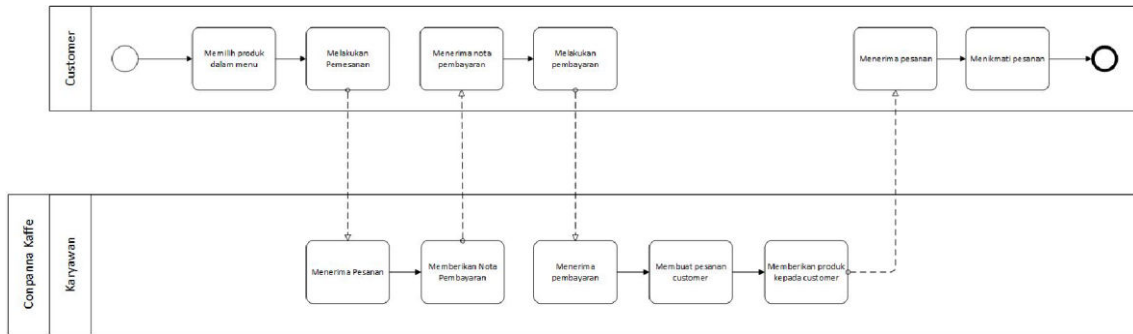 Customer
Memilih produk
dalam menu
Melakukan
Pemesanan
Menerima nota
pembayaran
Melakukan
pembayaran
Menerima pesanan
Menikmati pesanan
Conpanna Kaffe
Karyawan
Menerima Pesanan
Memberikan Nota
Pembayaran
Menerima
pembayaran
Membuat pesanan
customer
Memberikan produk
kepada customer